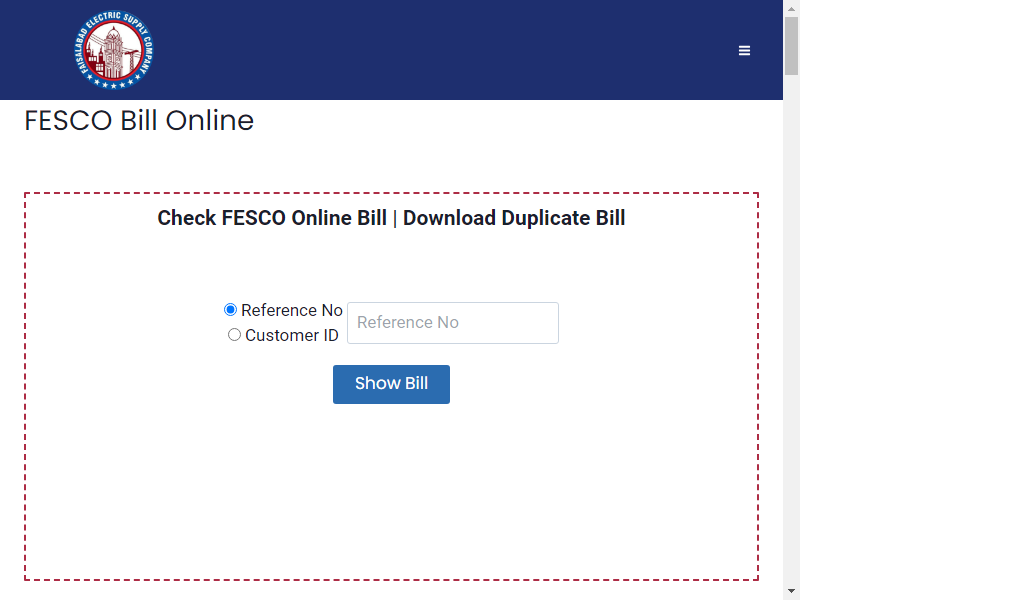 FAISALABAD ELECTRIC SUPPLY COMPANY
FESCO Bill Online
Check FESCO Online Bill | Download Duplicate Bill
Reference No
Reference No
Customer ID
Show Bill